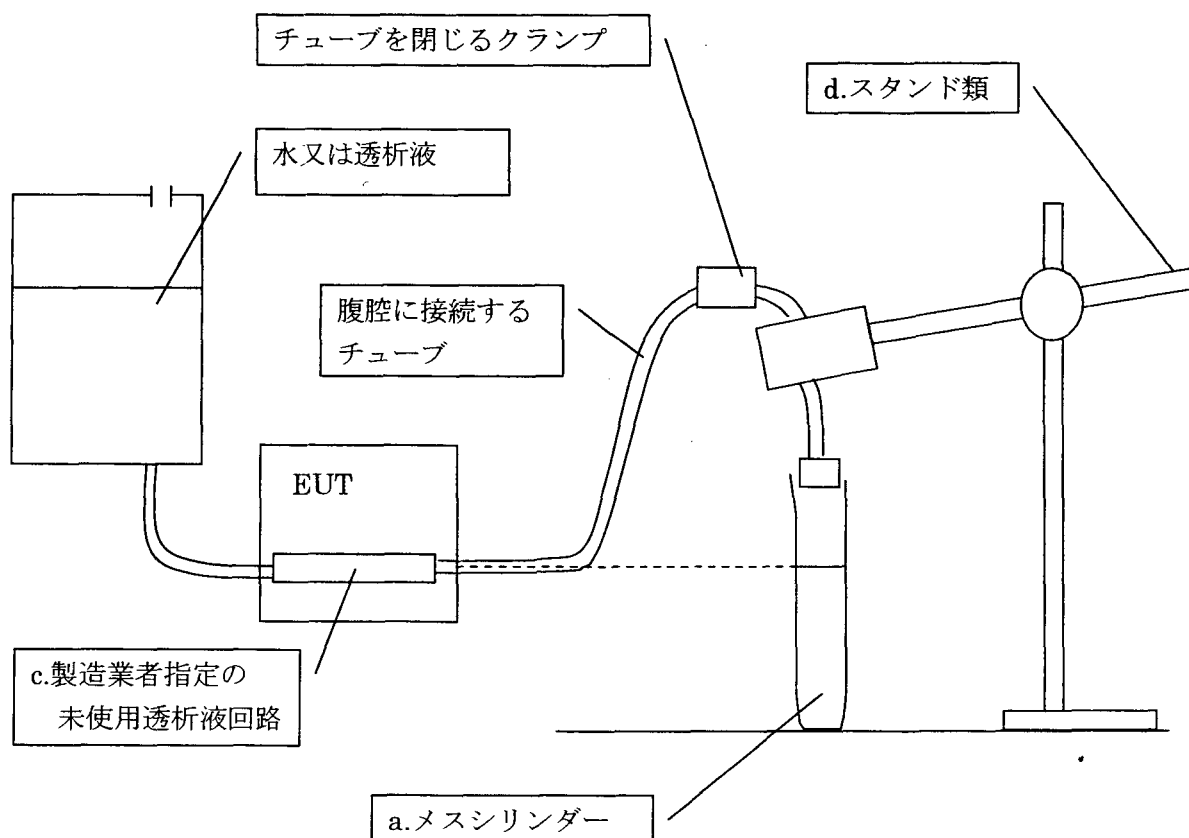 チューブを閉じるクランプ
d.スタンド類
水又は透析液
腹腔に接続する
チューブ
EUT
c.製造業者指定の
未使用透析液回路
a.メスシリンダー